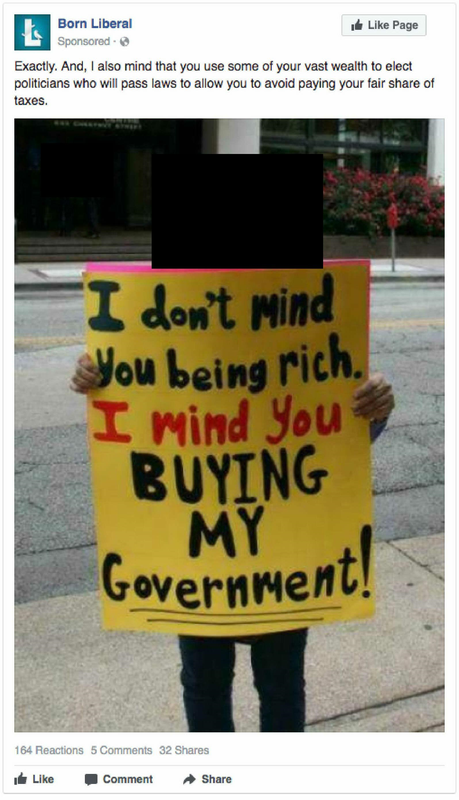 Born Liberal
Sponsored ·
Like Page
Exactly. And, I also mind that you use some of your vast wealth to elect
politicians who will pass laws to allow you to avoid paying your fair share of
taxes.
I don't mind
You being rich.
I mind You
BUYING
MY
Government!
164 Reactions 5 Comments 32 Shares
Like Comment Share